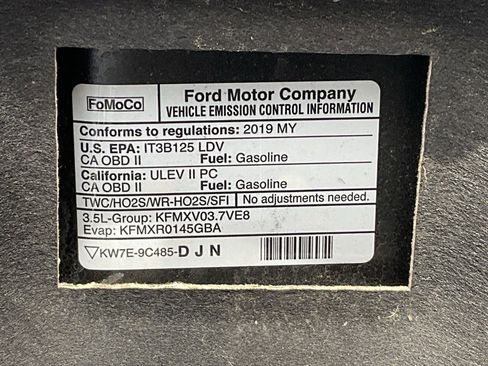 FoMoCo
Ford Motor Company
VEHICLE EMISSION CONTROL INFORMATION
Conforms to regulations: 2019 MY
U.S. EPA: IT3B125 LDV
CA OBD II Fuel: Gasoline
California: ULEV II PC
CA OBD II Fuel: Gasoline
TWC/HO2S/WR-HO2S/SFI No adjustments needed.
3.5L-Group: KFMXV03.7VE8
Evap: KFMXR0145GBA
KW7E-9C485-D J N